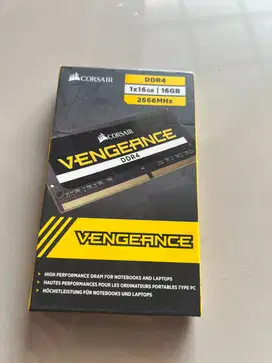 CORSAIR
DDR4
1x16GB | 16GB
2666MHz
CORSAIR
VENGEANCE
DDR4
VENGEANCE
• HIGH PERFORMANCE DRAM FOR NOTEBOOKS AND LAPTOPS
• HAUTES PERFORMANCES POUR LES ORDINATEURS PORTABLES TYPE PC
• HÖCHSTLEISTUNG FÜR NOTEBOOKS UND LAPTOPS